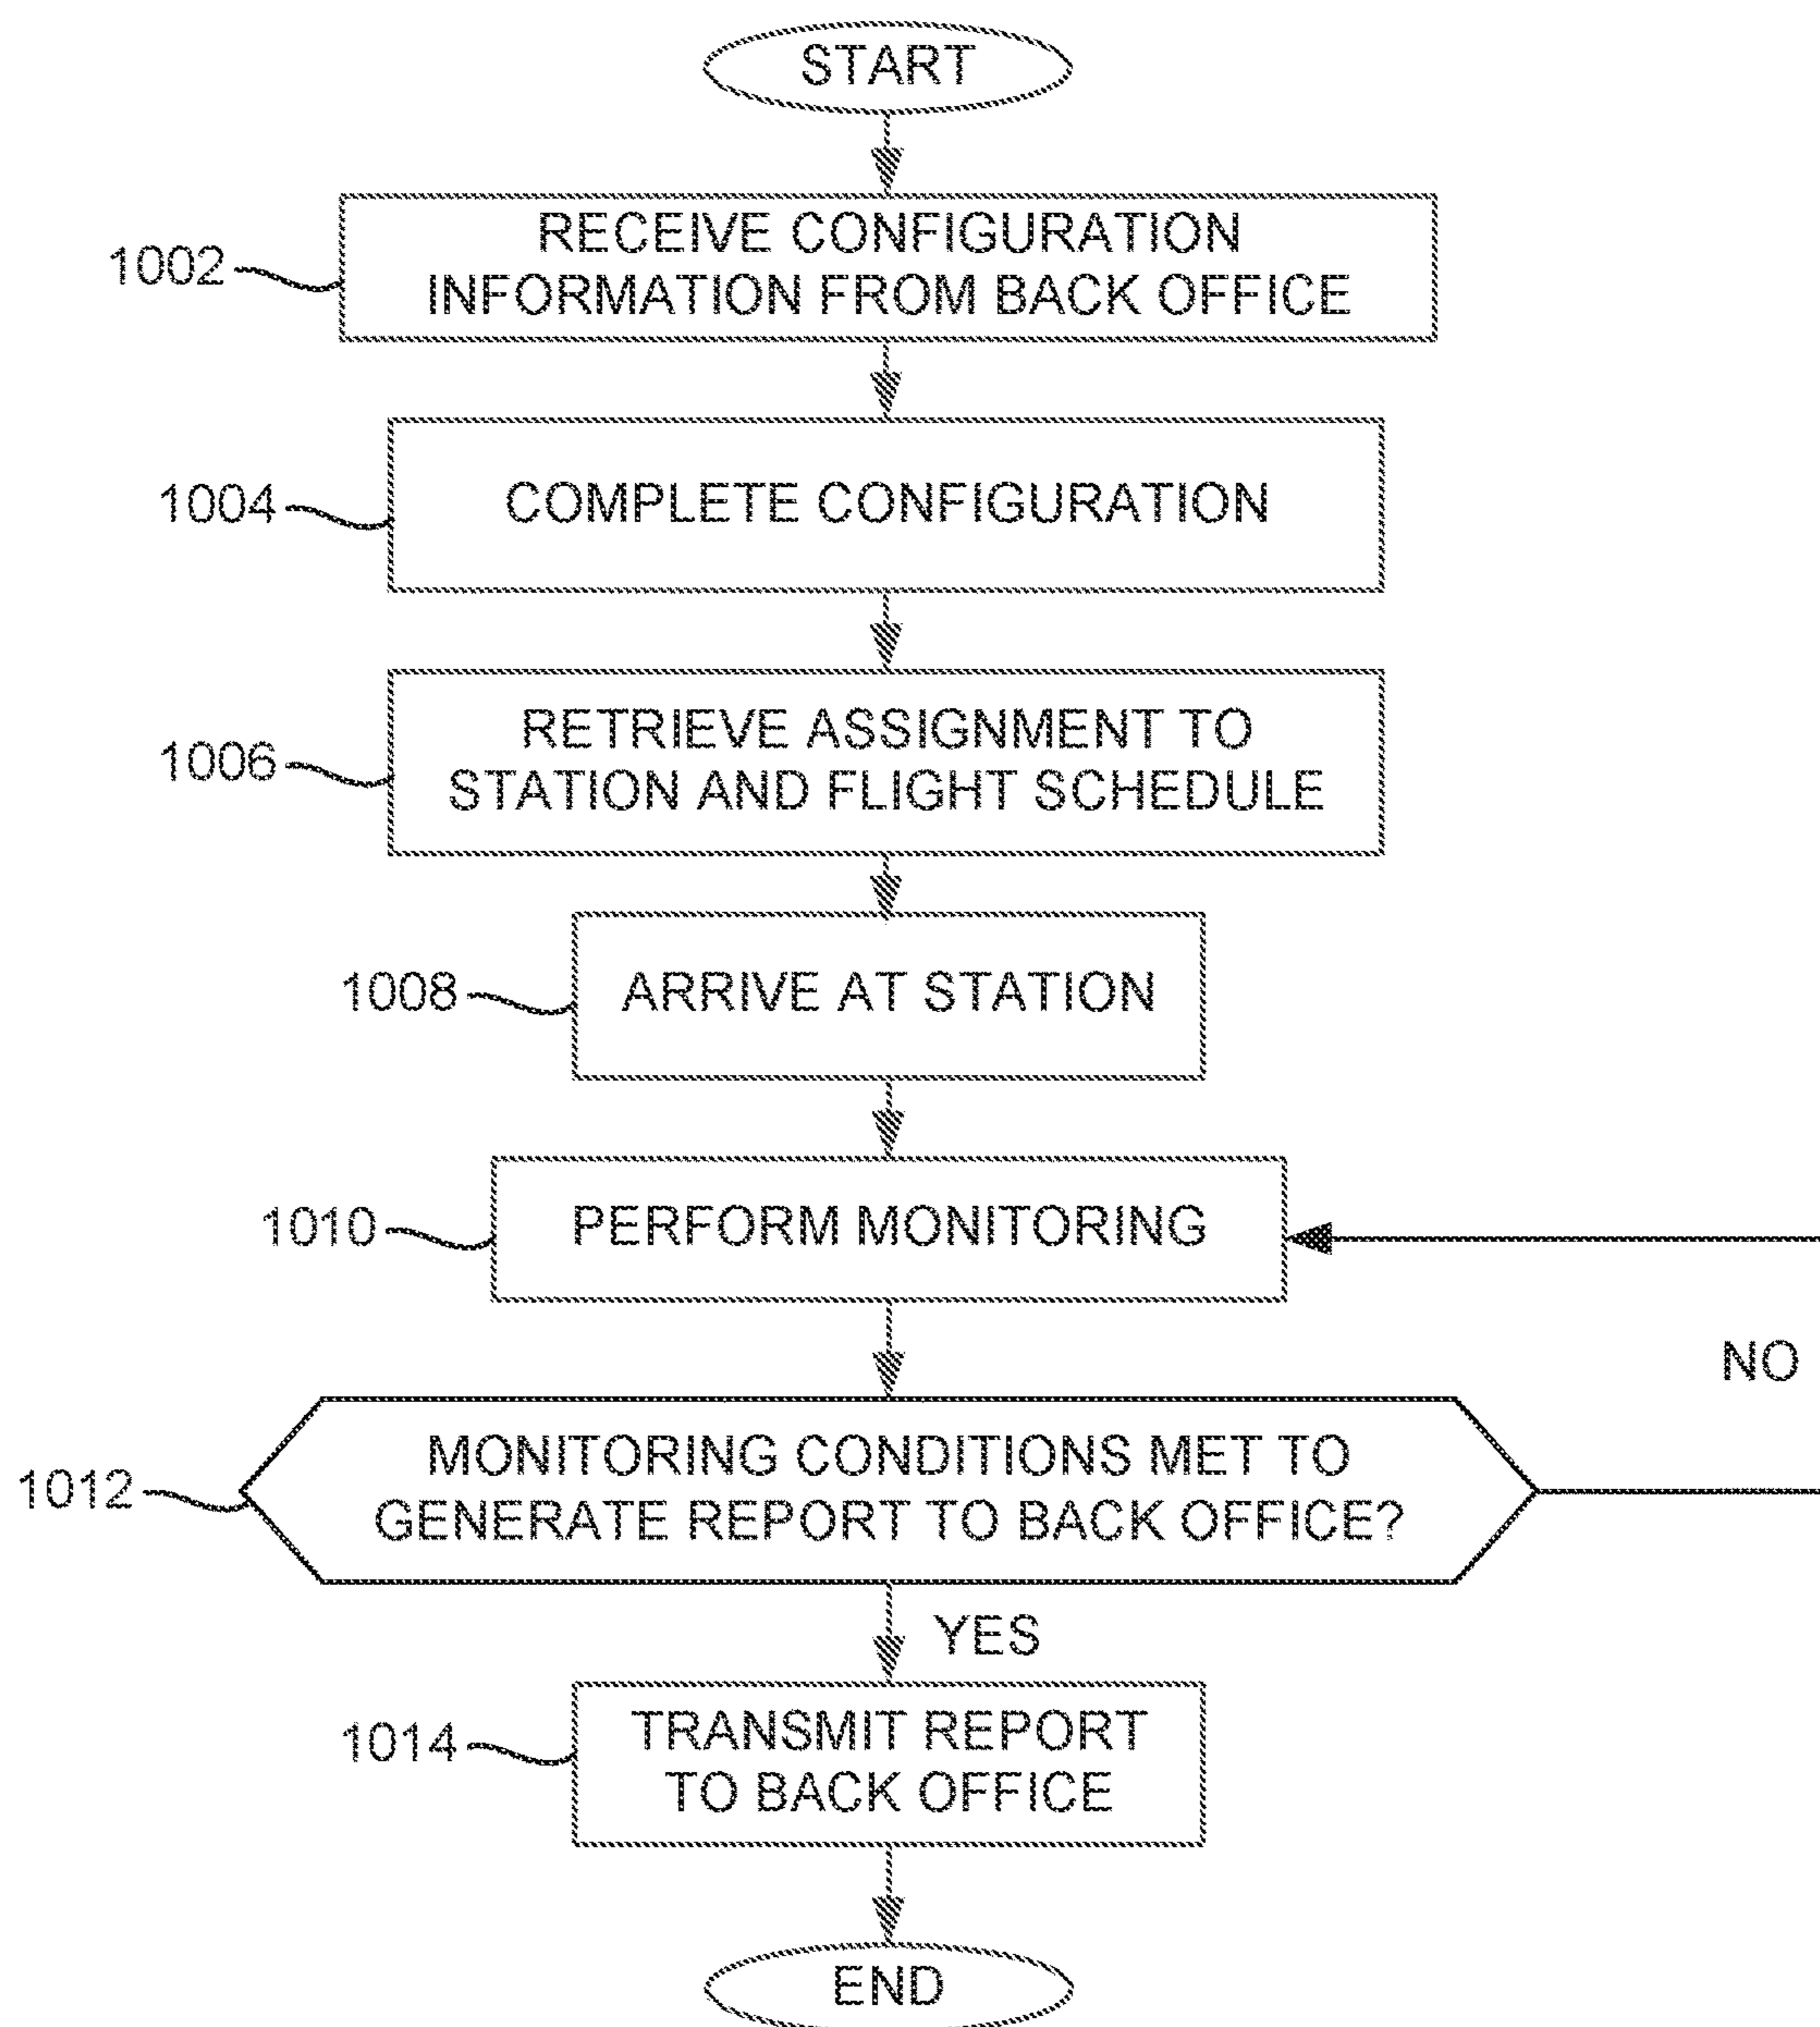 START
1002
RECEIVE CONFIGURATION
INFORMATION FROM BACK OFFICE
1004
COMPLETE CONFIGURATION
1006
RETRIEVE ASSIGNMENT TO
STATION AND FLIGHT SCHEDULE
1008
ARRIVE AT STATION
1010
PERFORM MONITORING
NO
1012
MONITORING CONDITIONS MET TO
GENERATE REPORT TO BACK OFFICE?
YES
1014
TRANSMIT REPORT
TO BACK OFFICE
END